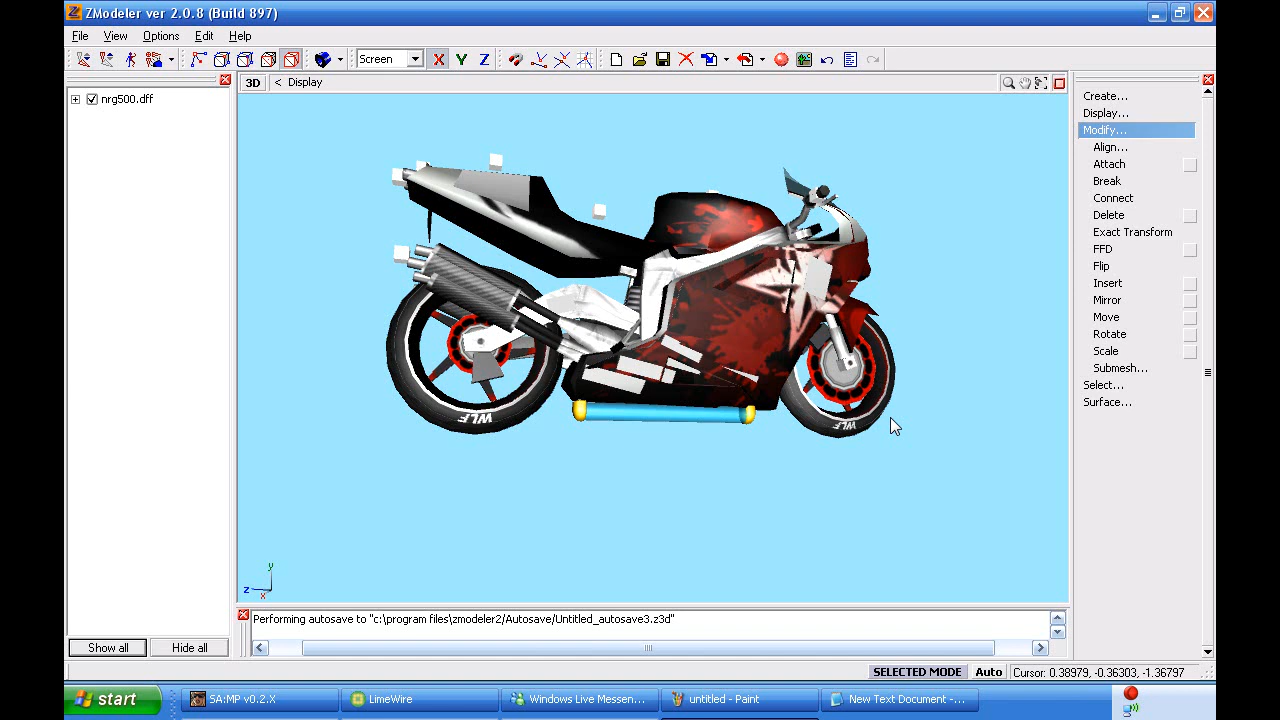 ZModeler ver 2.0.8 (Build 897)
File View Options Edit Help
Screen X Y Z
nrg500.dff
3D < Display
WLF WLF
y
z
x
Create...
Display...
Modify...
Align...
Attach
Break
Connect
Delete
Exact Transform
FFD
Flip
Insert
Mirror
Move
Rotate
Scale
Submesh...
Select...
Surface...
Performing autosave to "c:\program files\zmodeler2/Autosave/Untitled_autosave3.z3d"
Show all Hide all
SELECTED MODE Auto Cursor: 0.38979, -0.36303, -1.36797
start SA:MP v0.2.X LimeWire Windows Live Messen... untitled - Paint New Text Document -...